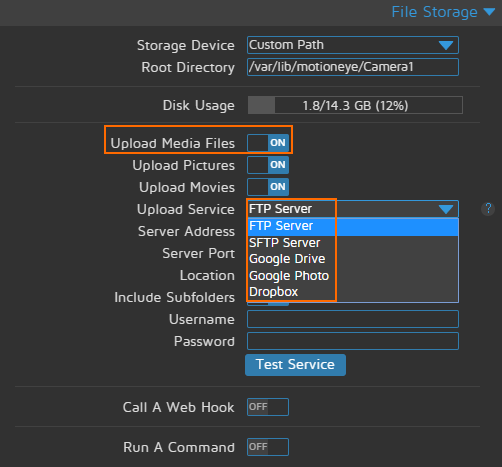 File Storage
Storage Device Custom Path
Root Directory /var/lib/motioneye/Camera1
Disk Usage 1.8/14.3 GB (12%)
Upload Media Files ON
Upload Pictures ON
Upload Movies ON
Upload Service FTP Server ?
Server Address FTP Server
SFTP Server
Server Port Google Drive
Location Google Photo
Dropbox
Include Subfolders
Username
Password
Test Service
Call A Web Hook OFF
Run A Command OFF